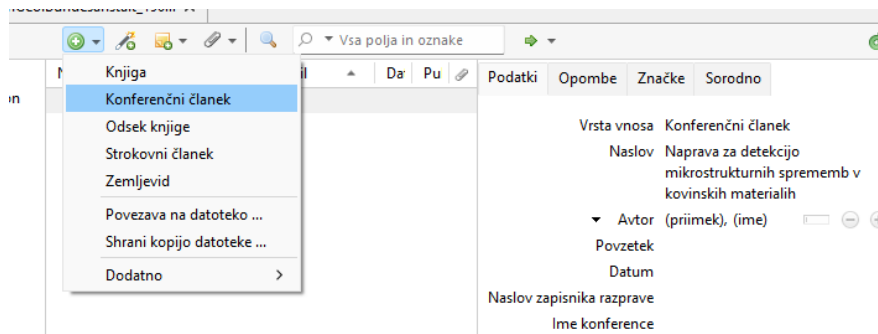 Vsa polja in oznake
Da Pu
Knjiga
Konferenčni članek
Odsek knjige
Strokovni članek
Zemljevid
Povezava na datoteko ...
Shrani kopijo datoteke ...
Dodatno
Podatki Opombe Značke Sorodno
Vrsta vnosa Konferenčni članek
Naslov Naprava za detekcijo
mikrostrukturnih sprememb v
kovinskih materialih
Avtor (priimek), (ime)
Povzetek
Datum
Naslov zapisnika razprave
Ime konference